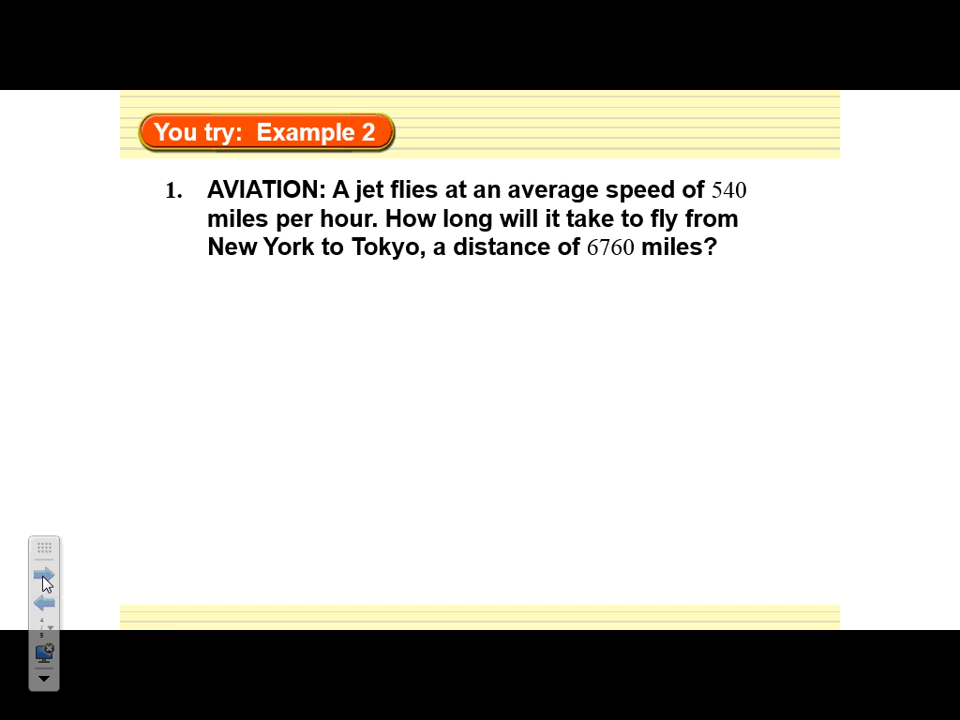 You try: Example 2
1. AVIATION: A jet flies at an average speed of 540
miles per hour. How long will it take to fly from
New York to Tokyo, a distance of 6760 miles?